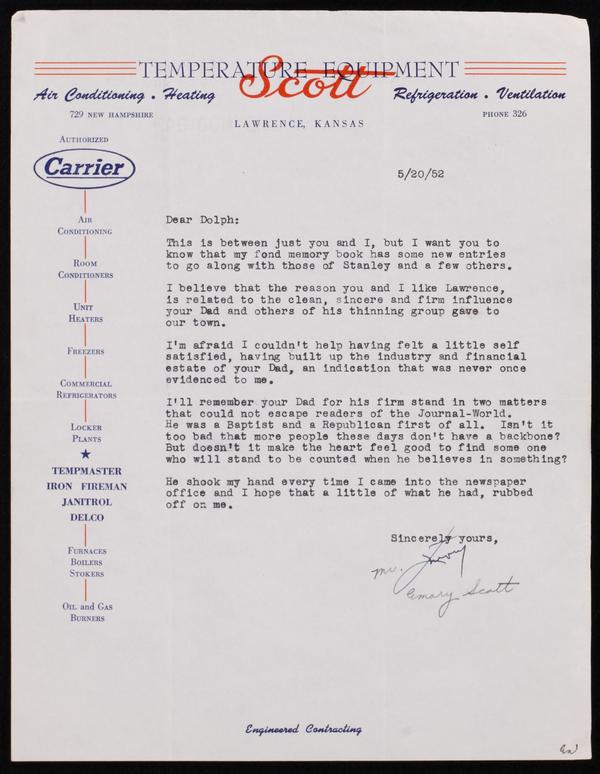 TEMPERATURE EQUIPMENT
Scott
Air Conditioning . Heating
Refrigeration . Ventilation
729 NEW HAMPSHIRE
PHONE 326
LAWRENCE, KANSAS
AUTHORIZED
Carrier
AIR
CONDITIONING
ROOM
CONDITIONERS
UNIT
HEATERS
FREEZERS
COMMERCIAL
REFRIGERATORS
LOCKER
PLANTS
★
TEMPMASTER
IRON FIREMAN
JANITROL
DELCO
FURNACES
BOILERS
STOKERS
OIL AND GAS
BURNERS
5/20/52
Dear Dolph:
This is between just you and I, but I want you to
know that my fond memory book has some new entries
to go along with those of Stanley and a few others.
I believe that the reason you and I like Lawrence,
is related to the clean, sincere and firm influence
your Dad and others of his thinning group gave to
our town.
I'm afraid I couldn't help having felt a little self
satisfied, having built up the industry and financial
estate of your Dad, an indication that was never once
evidenced to me.
I'll remember your Dad for his firm stand in two matters
that could not escape readers of the Journal-World.
He was a Baptist and a Republican first of all.  Isn't it
too bad that more people these days don't have a backbone?
But doesn't it make the heart feel good to find some one
who will stand to be counted when he believes in something?
He shook my hand every time I came into the newspaper
office and I hope that a little of what he had, rubbed
off on me.
Sincerely yours,
Mr.
Emory Scott
Engineered Contracting